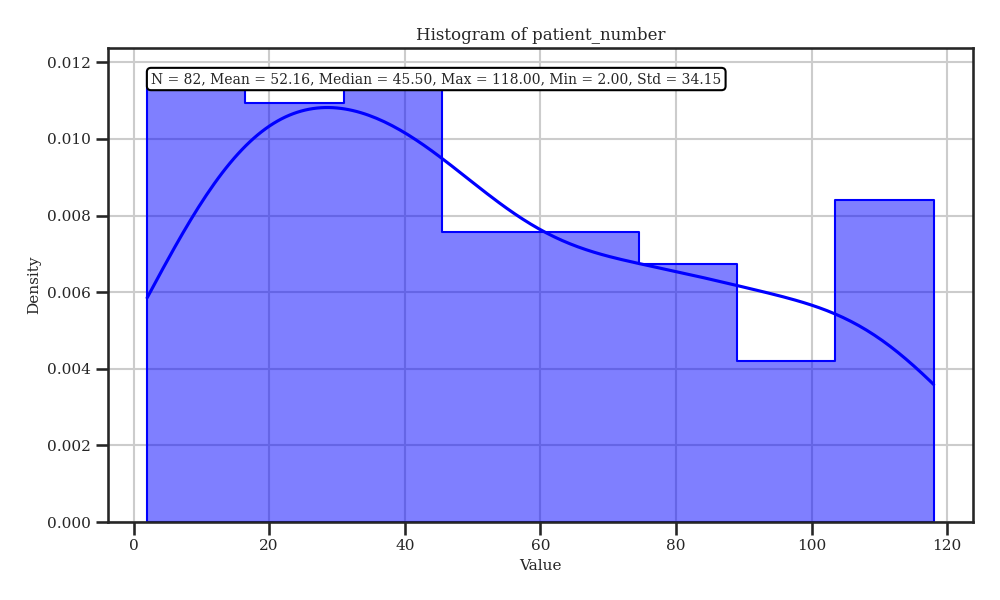 Histogram of patient_number
N = 82, Mean = 52.16, Median = 45.50, Max = 118.00, Min = 2.00, Std = 34.15
Density
0.012
0.010
0.008
0.006
0.004
0.002
0.000
0 20 40 60 80 100 120
Value